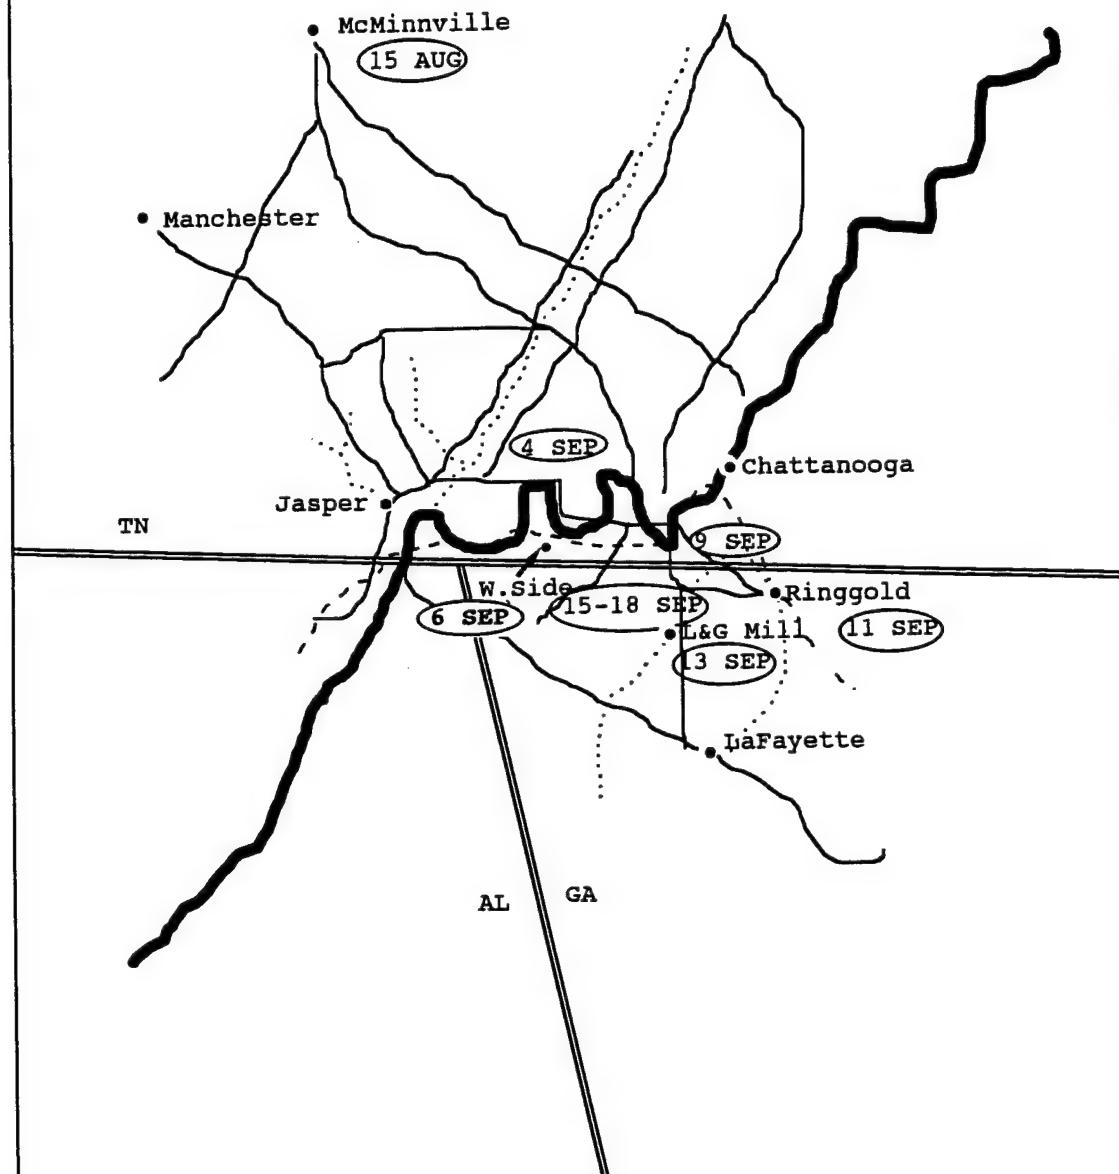 McMinnville
15 AUG
Manchester
4 SEP
Chattanooga
Jasper
TN
9 SEP
W.Side
Ringgold
15-18 SEP
6 SEP
L&G Mill
11 SEP
13 SEP
LaFayette
AL
GA